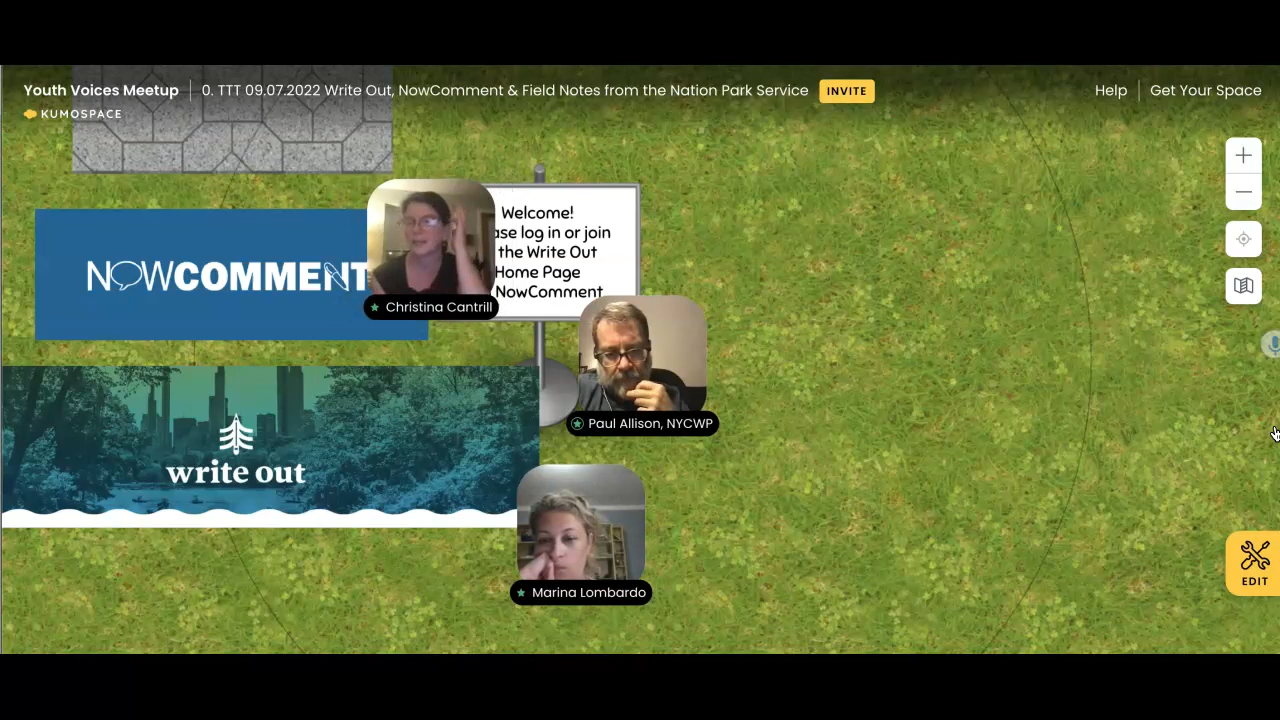 Youth Voices Meetup
0. TTT 09.07.2022 Write Out, NowComment & Field Notes from the Nation Park Service
INVITE
Help
Get Your Space
KUMOSPACE
NOWCOMMENT
Welcome!
log in or join
the Write Out
Home Page
NowComment
Christina Cantrill
Paul Allison, NYCWP
write out
Marina Lombardo
EDIT